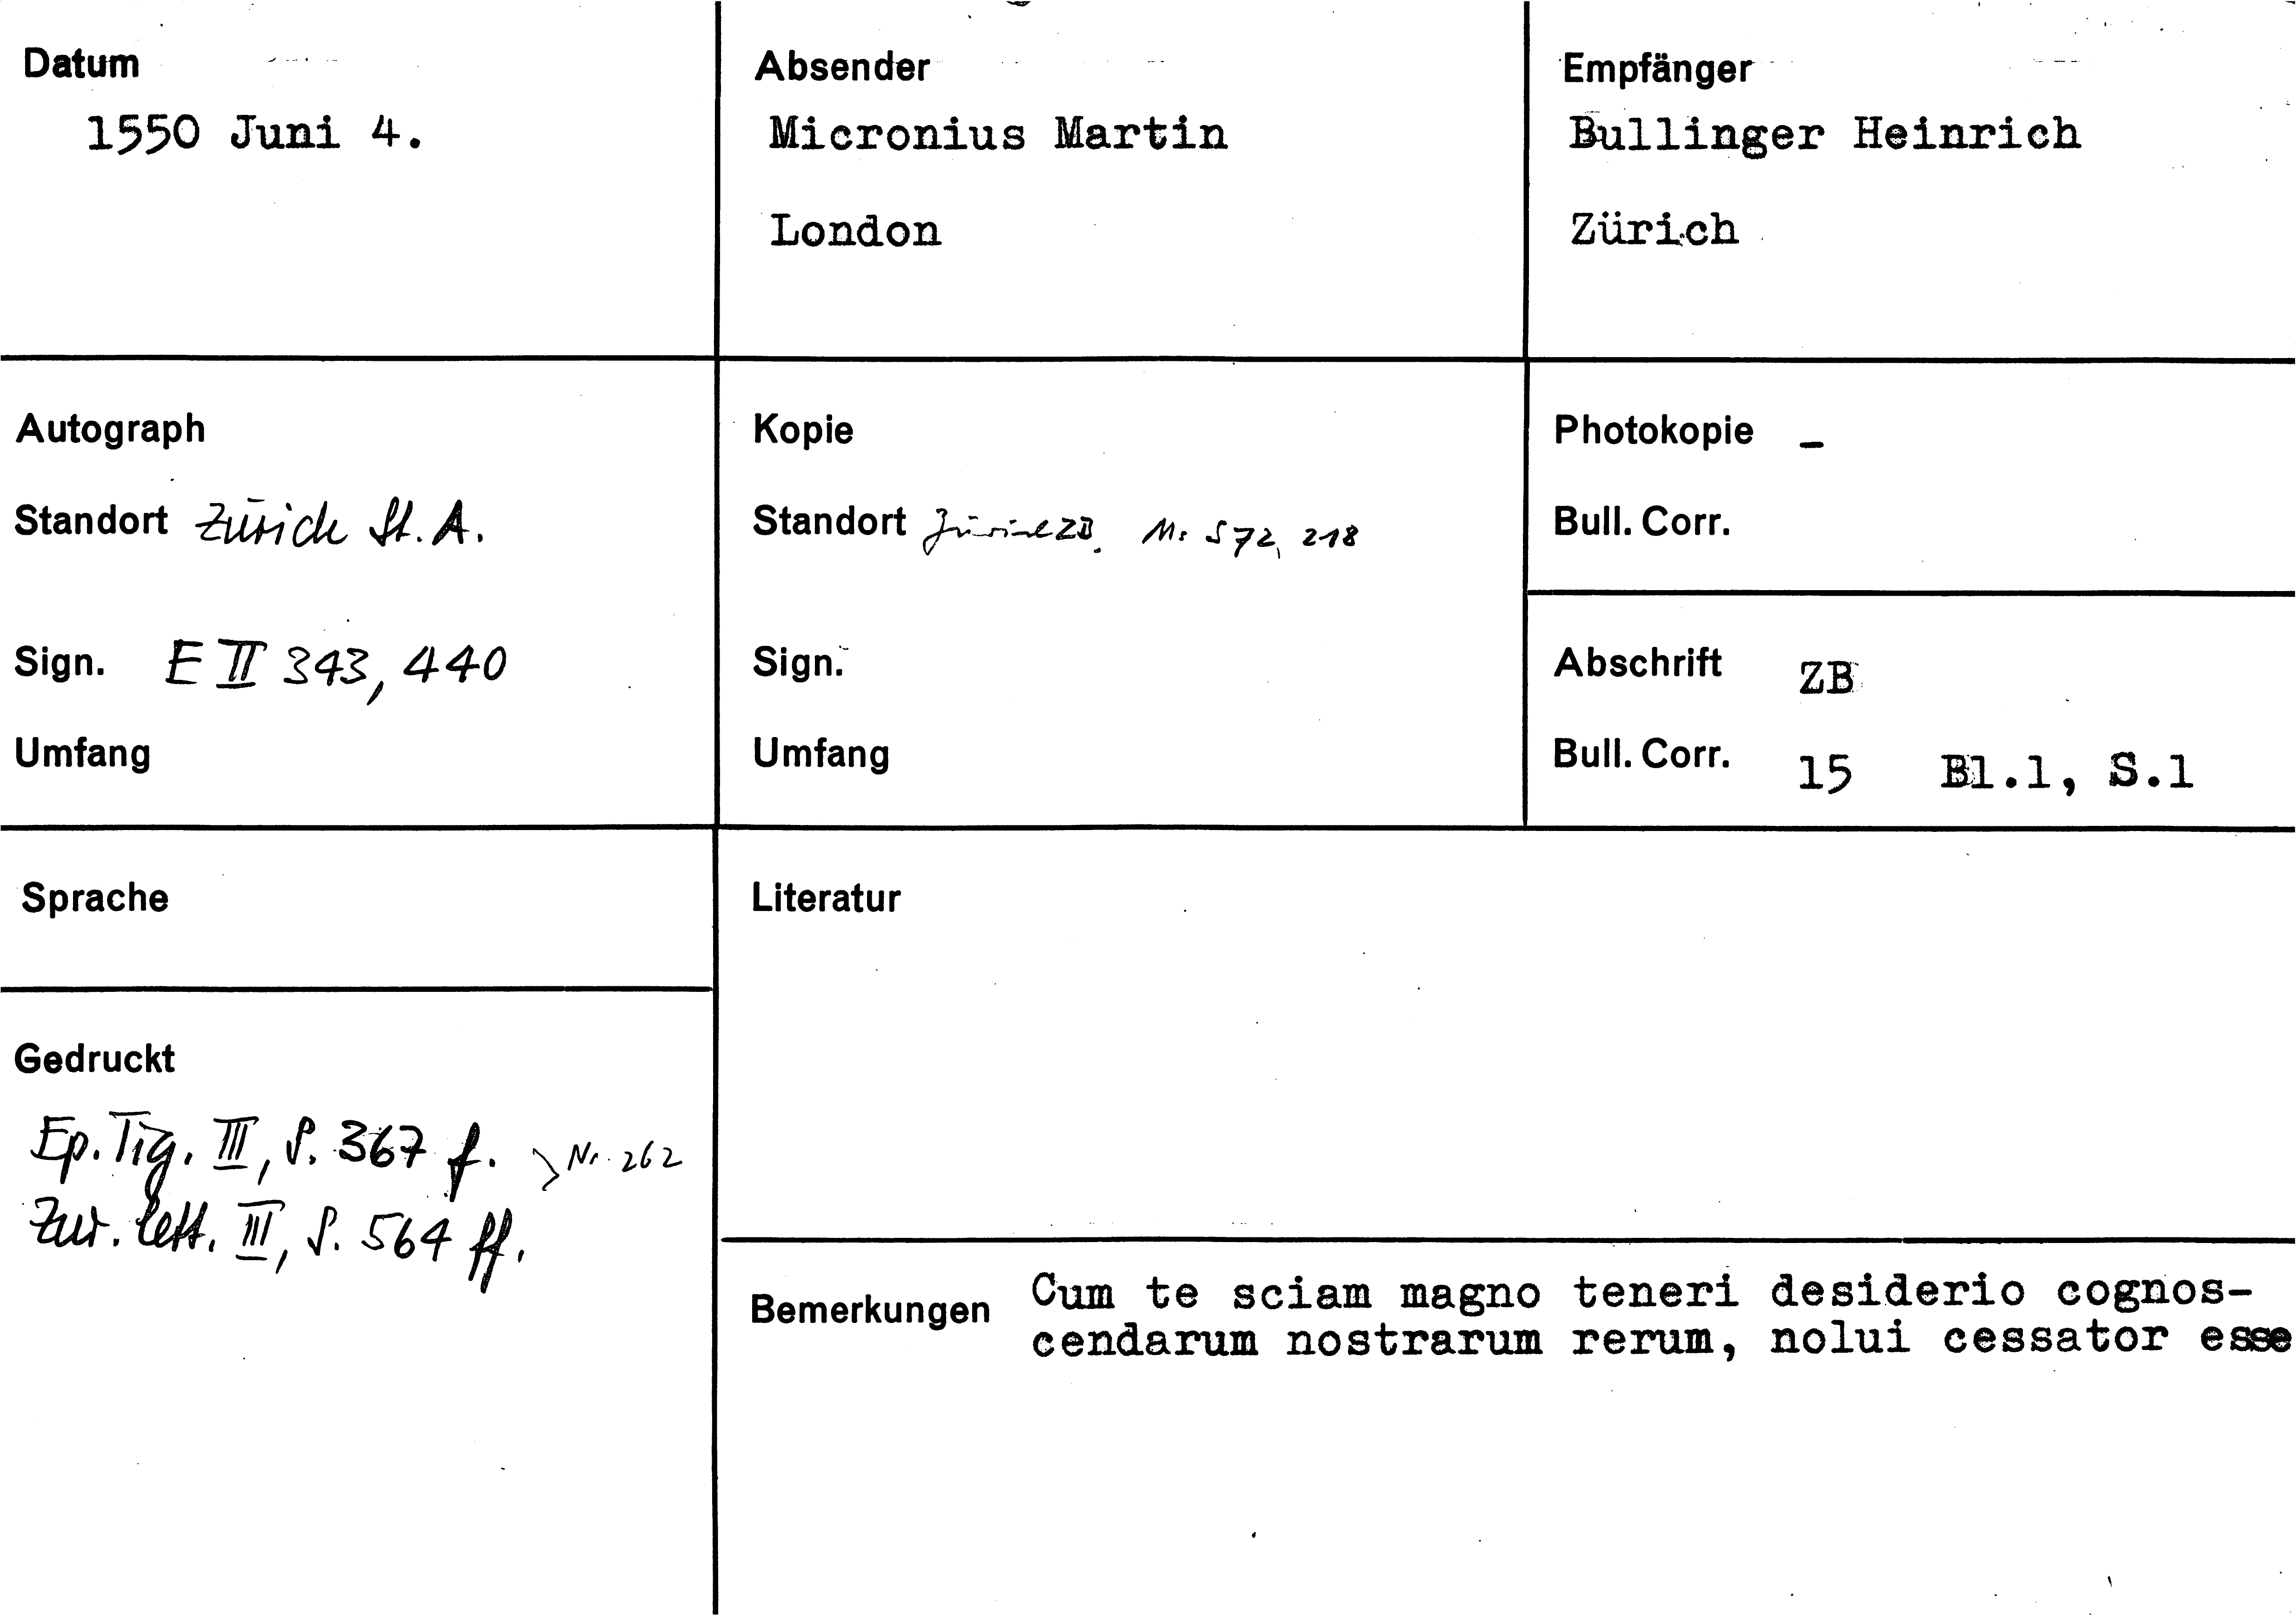 Datum
1550 Juni 4.
Absender
Micronius Martin
London
Empfänger
Bullinger Heinrich
Zürich
Autograph
Standort Zürich St. A.
Sign. E II 343, 440
Umfang
Kopie
Standort Zürich ZB, Ms S 72, 218
Sign.
Umfang
Photokopie –
Bull. Corr.
Abschrift ZB
Bull. Corr. 15 Bl.1, S.1
Sprache
Gedruckt
Ep. Tig. III, S. 367 f. > Nr. 262
Zur. lett. III, S. 564 ff.
Literatur
Bemerkungen Cum te sciam magno teneri desiderio cognos-
cendarum nostrarum rerum, nolui cessator esse